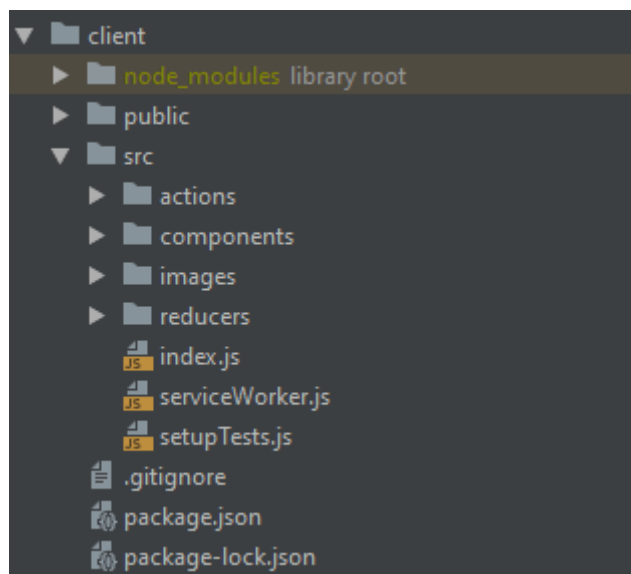 client
node_modules library root
public
src
actions
components
images
reducers
index.js
serviceWorker.js
setupTests.js
.gitignore
package.json
package-lock.json